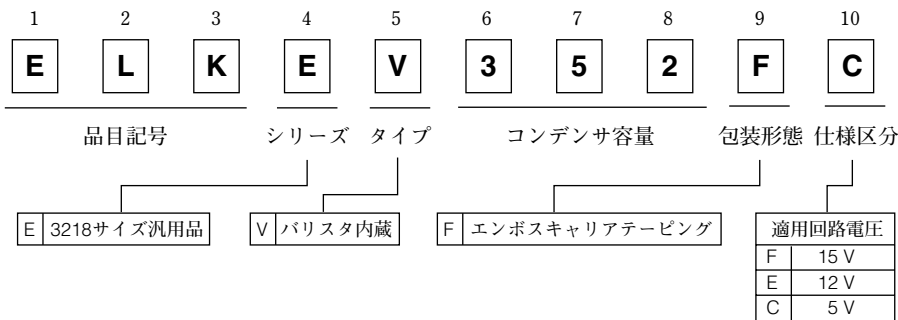 1 2 3 4 5 6 7 8 9 10
E L K E V 3 5 2 F C
品目記号 シリーズ タイプ コンデンサ容量 包装形態 仕様区分
E 3218サイズ汎用品 V バリスタ内蔵 F エンボスキャリアテーピング 適用回路電圧
F 15 V
E 12 V
C 5 V